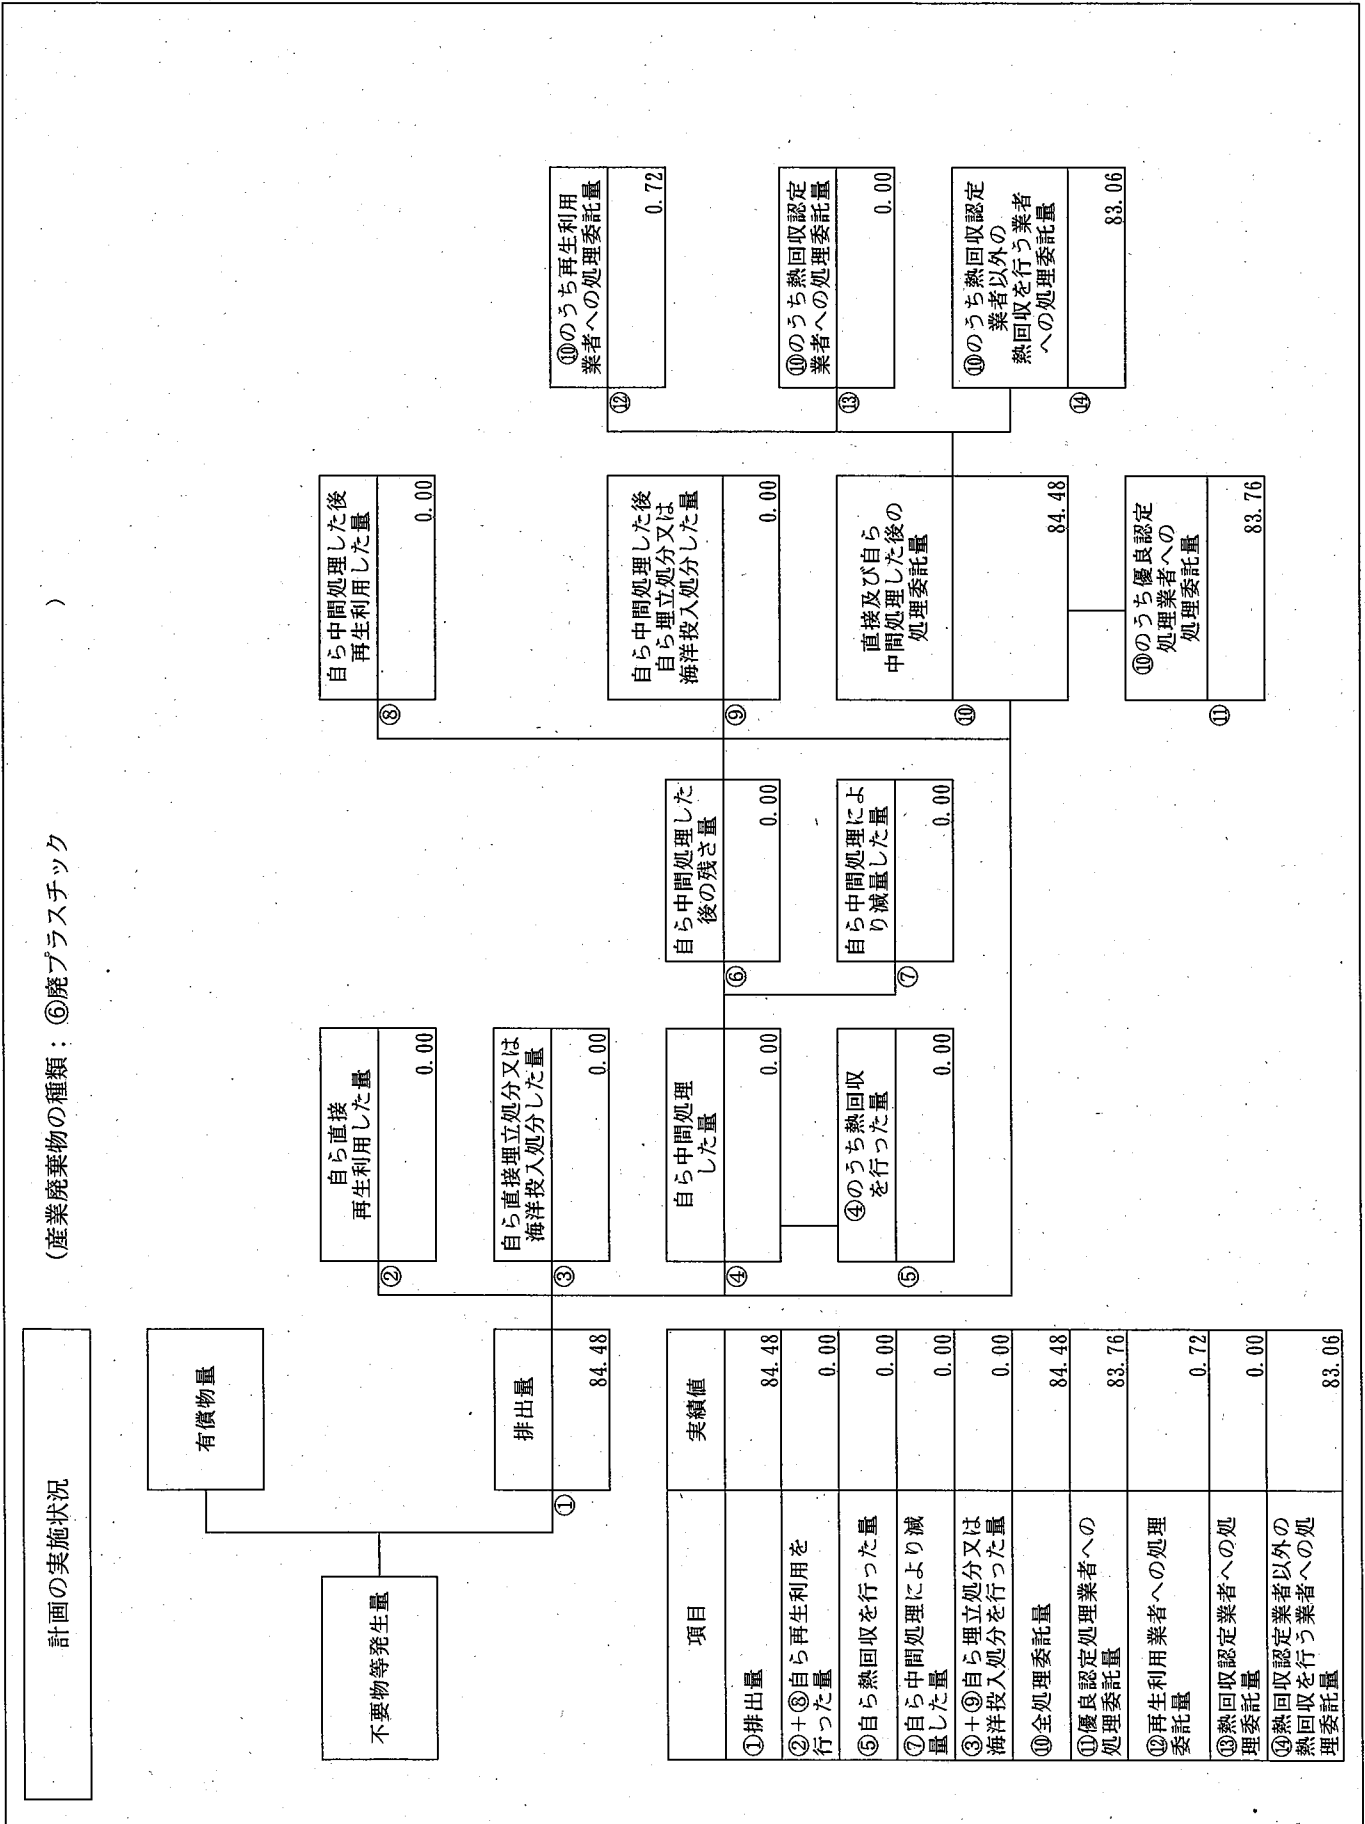 計画の実施状況
(産業廃棄物の種類：⑥廃プラスチック
)
有償物量
不要物等発生量
排出量
①
84.48
自ら直接
再生利用した量
②
0.00
自ら直接埋立処分又は
海洋投入処分した量
③
0.00
自ら中間処理
した量
④
0.00
④のうち熱回収
を行った量
⑤
0.00
自ら中間処理した
後の残さ量
⑥
0.00
自ら中間処理によ
り減量した量
⑦
0.00
自ら中間処理した後
再生利用した量
⑧
0.00
自ら中間処理した後
自ら埋立処分又は
海洋投入処分した量
⑨
0.00
直接及び自ら
中間処理した後の
処理委託量
⑩
84.48
⑩のうち優良認定
処理業者への
処理委託量
⑪
83.76
⑩のうち再生利用
業者への処理委託量
⑫
0.72
⑩のうち熱回収認定
業者への処理委託量
⑬
0.00
⑩のうち熱回収認定
業者以外の
熱回収を行う業者
への処理委託量
⑭
83.06
項目 実績値
①排出量 84.48
②+⑧自ら再生利用を
行った量 0.00
⑤自ら熱回収を行った量 0.00
⑦自ら中間処理により減
量した量 0.00
③+⑨自ら埋立処分又は
海洋投入処分を行った量 0.00
⑩全処理委託量 84.48
⑪優良認定処理業者への
処理委託量 83.76
⑫再生利用業者への処理
委託量 0.72
⑬熱回収認定業者への処
理委託量 0.00
⑭熱回収認定業者以外の
熱回収を行う業者への処
理委託量 83.06